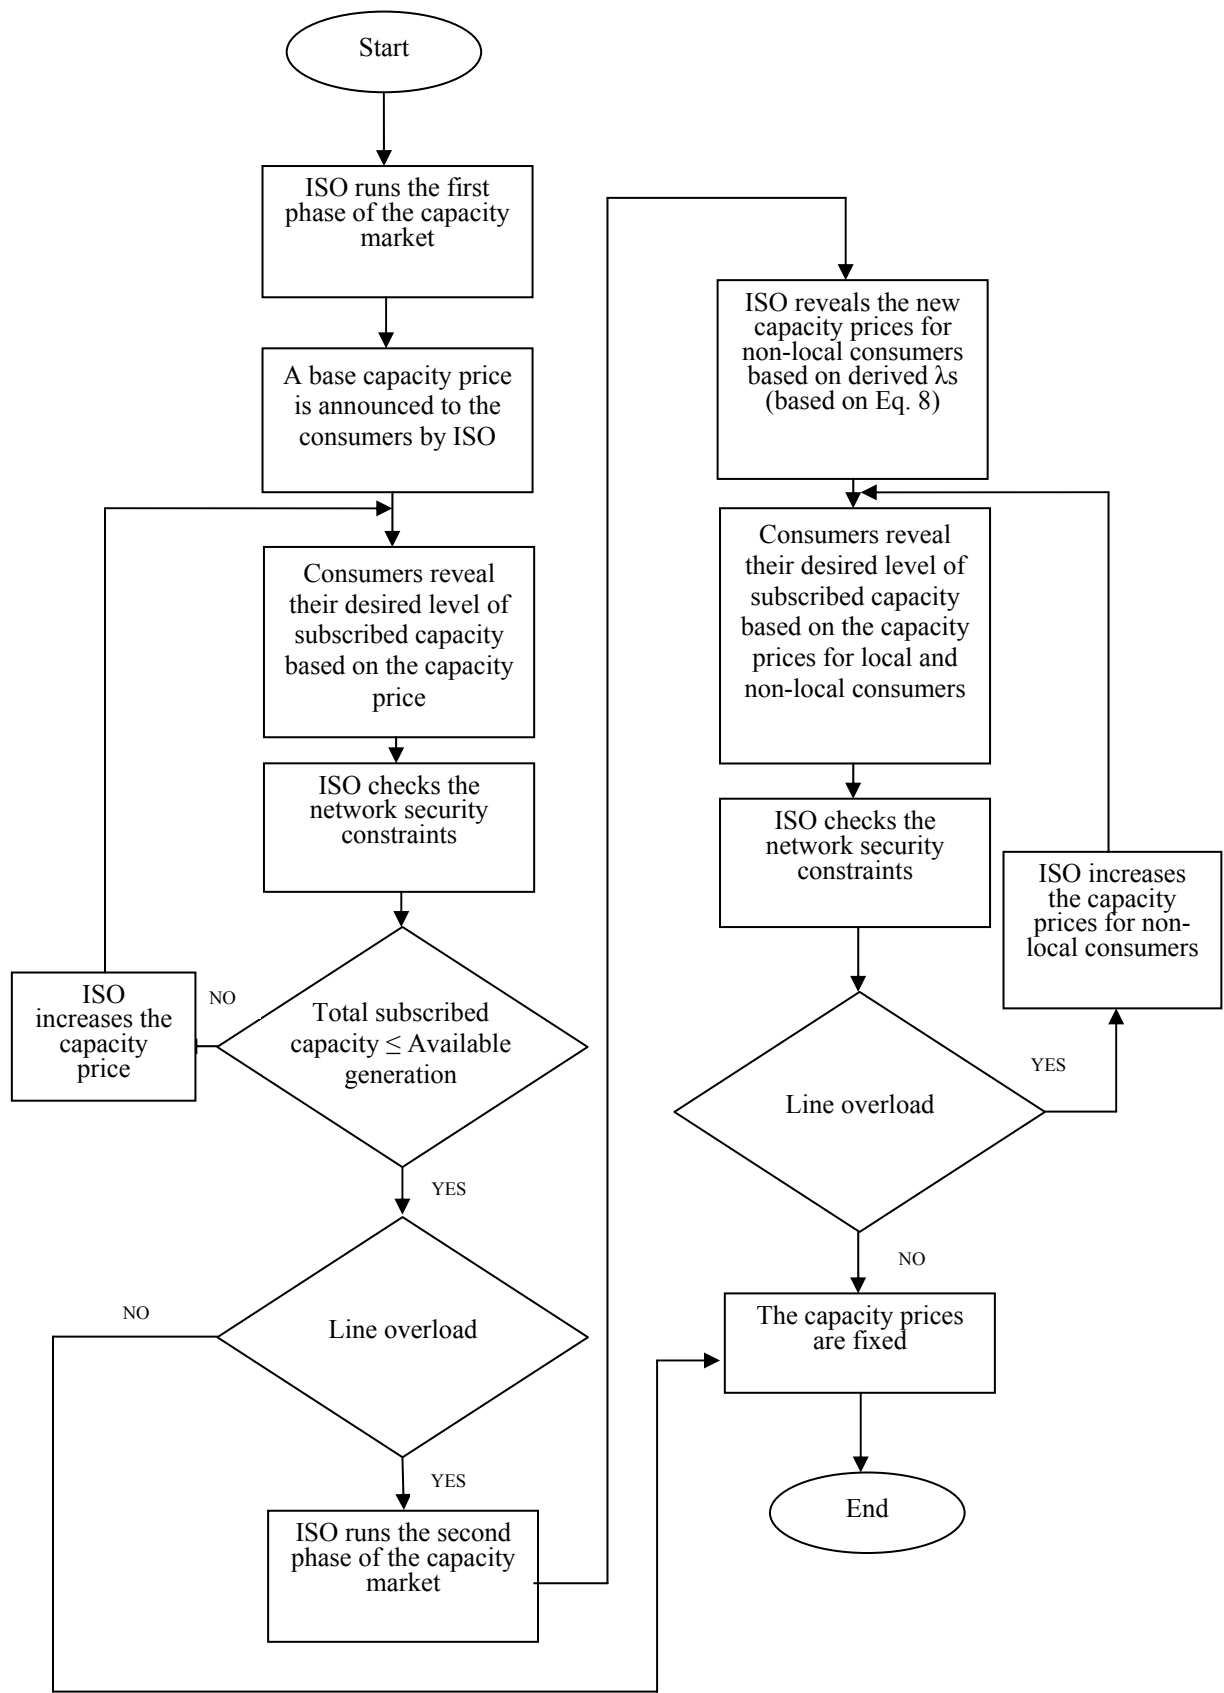 Start
ISO runs the first
phase of the capacity
market
A base capacity price
is announced to the
consumers by ISO
Consumers reveal
their desired level of
subscribed capacity
based on the capacity
price
ISO checks the
network security
constraints
ISO
increases the
capacity
price
NO
Total subscribed
capacity ≤ Available
generation
YES
NO
Line overload
YES
ISO runs the second
phase of the capacity
market
ISO reveals the new
capacity prices for
non-local consumers
based on derived λs
(based on Eq. 8)
Consumers reveal
their desired level of
subscribed capacity
based on the capacity
prices for local and
non-local consumers
ISO checks the
network security
constraints
ISO increases
the capacity
prices for non-
local consumers
YES
Line overload
NO
The capacity prices
are fixed
End